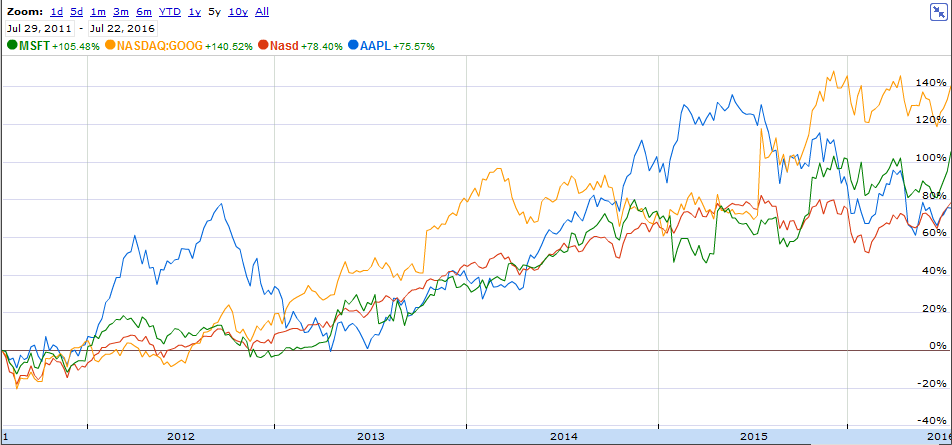 Zoom: 1d 5d 1m 3m 6m YTD 1y 5y 10y All
Jul 29, 2011 - Jul 22, 2016
MSFT +105.48% NASDAQ:GOOG +140.52% Nasd +78.40% AAPL +75.57%
140%
120%
100%
80%
60%
40%
20%
0%
-20%
-40%
2012 2013 2014 2015 2016